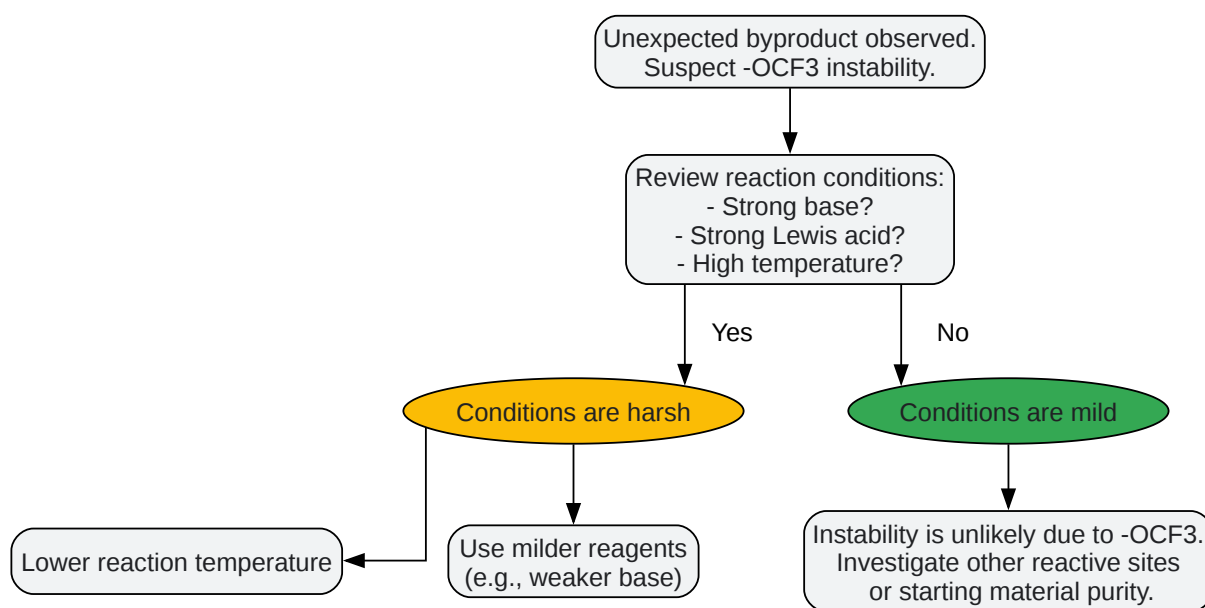 Unexpected byproduct observed.
Suspect -OCF3 instability.
Review reaction conditions:
- Strong base?
- Strong Lewis acid?
- High temperature?
Yes
No
Conditions are harsh
Conditions are mild
Lower reaction temperature
Use milder reagents
(e.g., weaker base)
Instability is unlikely due to -OCF3.
Investigate other reactive sites
or starting material purity.